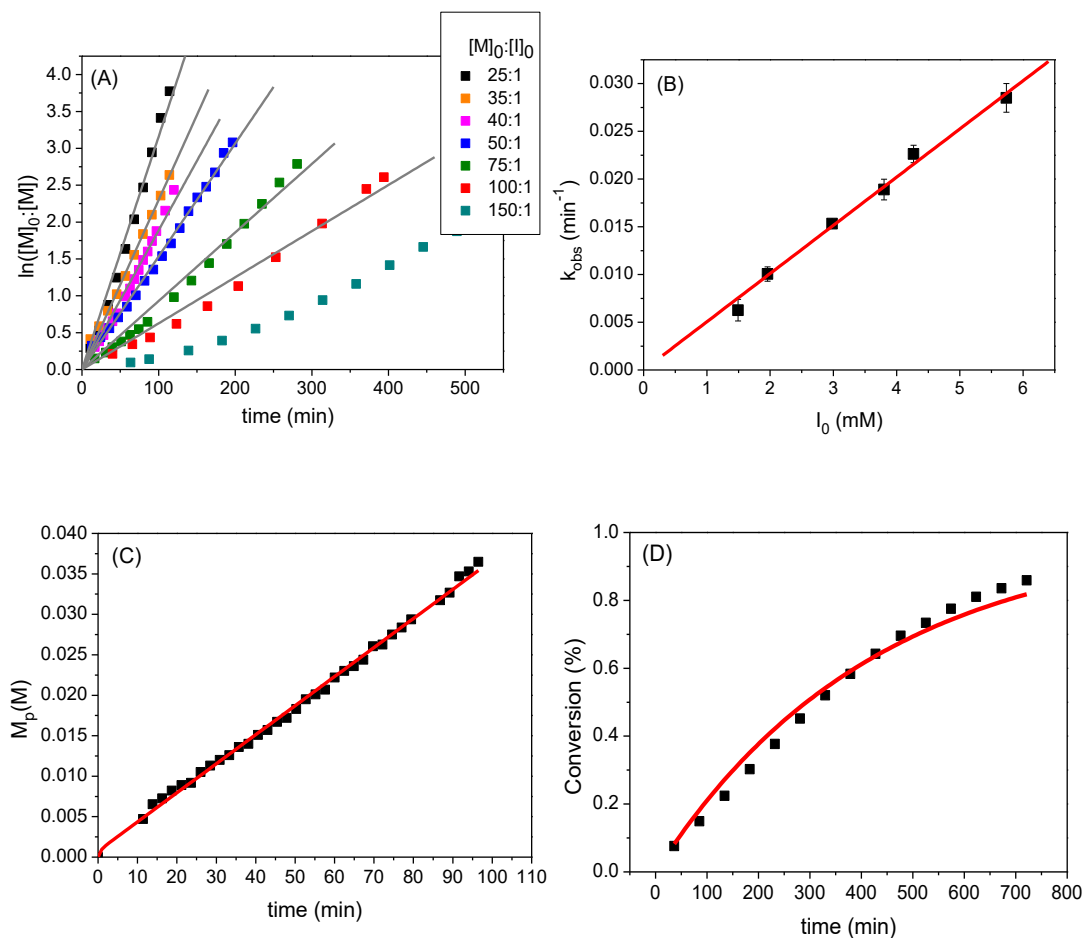 (A)
[M]0:[I]0
25:1
35:1
40:1
50:1
75:1
100:1
150:1
4.0
3.5
3.0
2.5
2.0
1.5
1.0
0.5
0.0
ln([M]0:[M])
0 100 200 300 400 500
time (min)
(B)
0.030
0.025
0.020
0.015
0.010
0.005
0.000
kobs (min-1)
0 1 2 3 4 5 6
I0 (mM)
(C)
0.040
0.035
0.030
0.025
0.020
0.015
0.010
0.005
0.000
Mp(M)
0 10 20 30 40 50 60 70 80 90 100 110
time (min)
(D)
1.0
0.8
0.6
0.4
0.2
0.0
Conversion (%)
0 100 200 300 400 500 600 700 800
time (min)